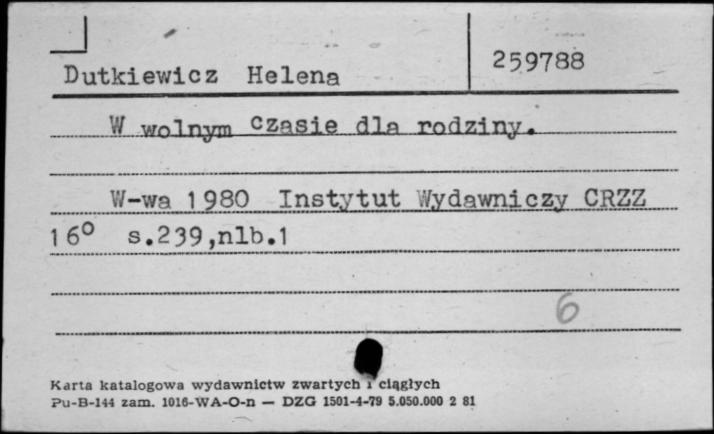 259788
Dutkiewicz Helena
W wolnym czasie dla rodziny.
W-wa 1980 Instytut Wydawniczy CRZZ
16° s.239,nlb.1
6
Karta katalogowa wydawnictw zwartych i ciągłych
Pu-B-144 zam. 1016-WA-O-n — DZG 1501-4-79 5.050.000 2 81